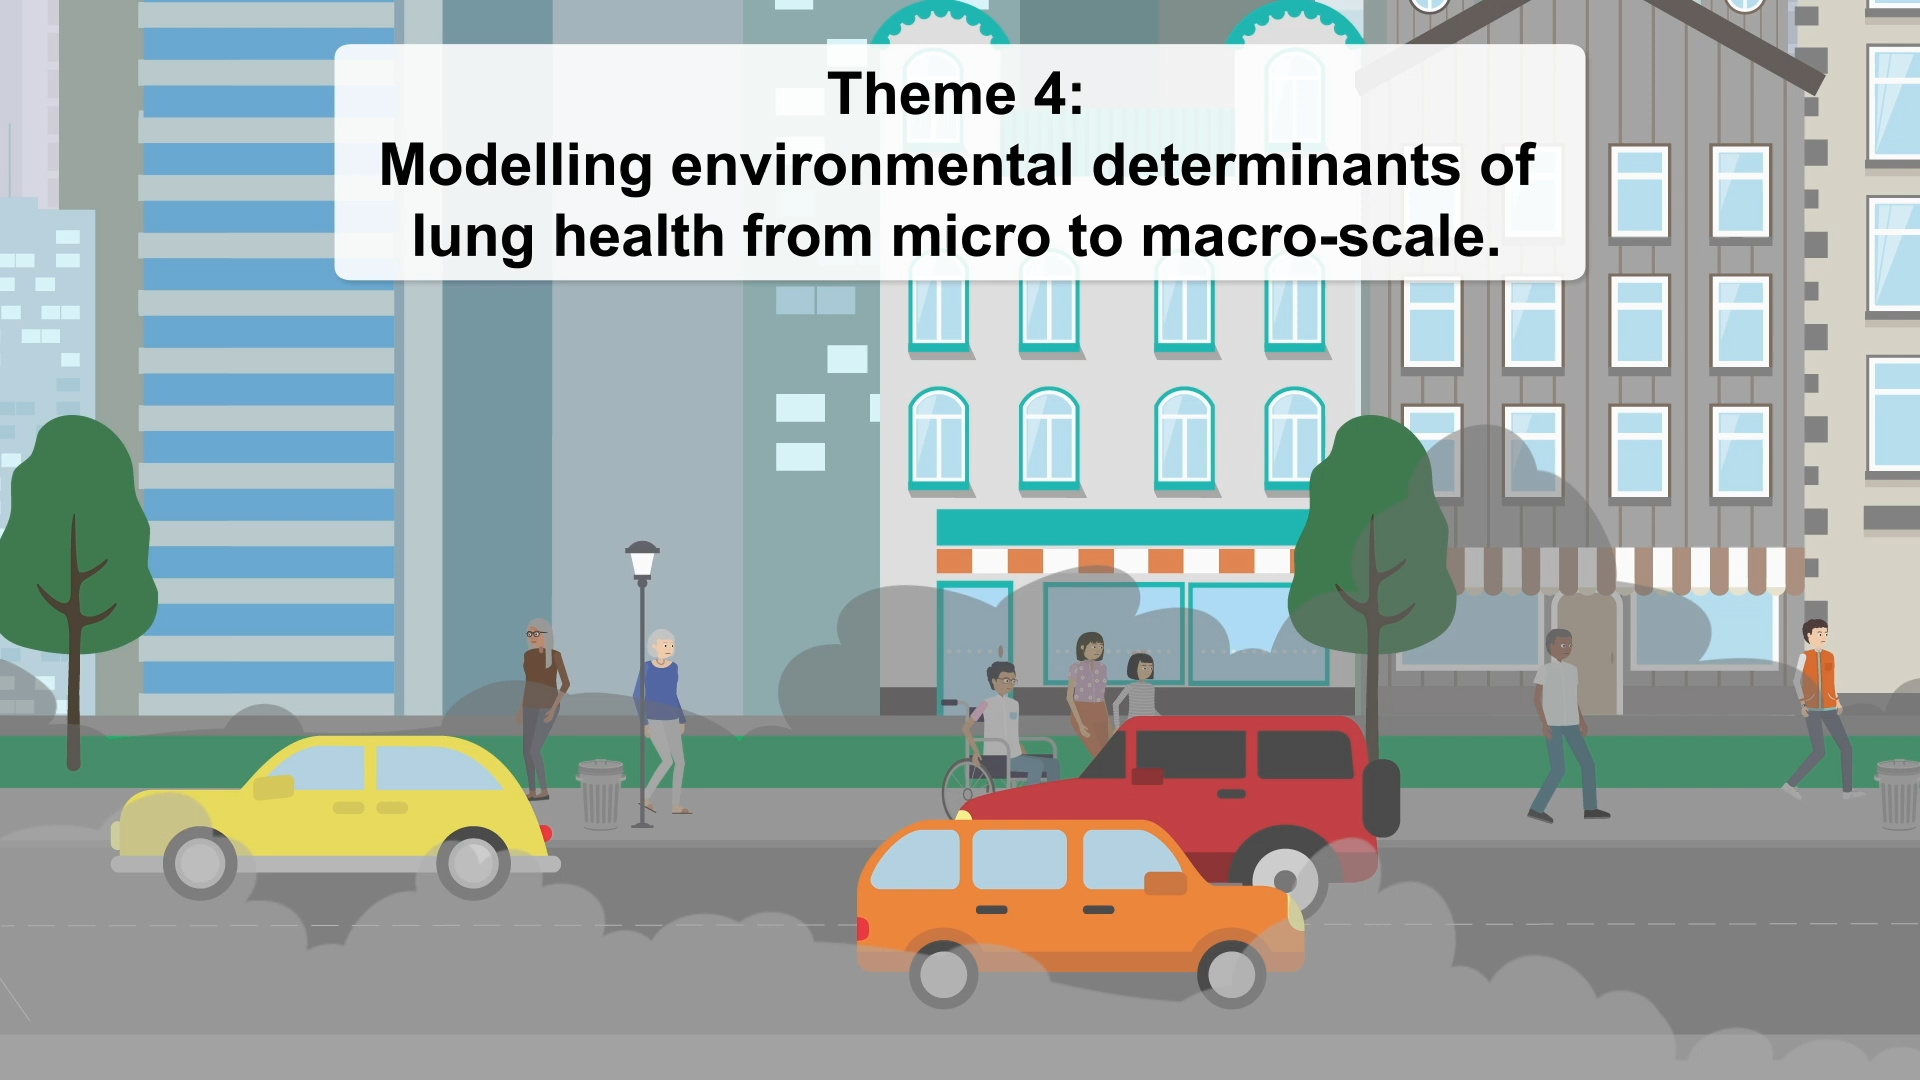 Theme 4:
Modelling environmental determinants of
lung health from micro to macro-scale.